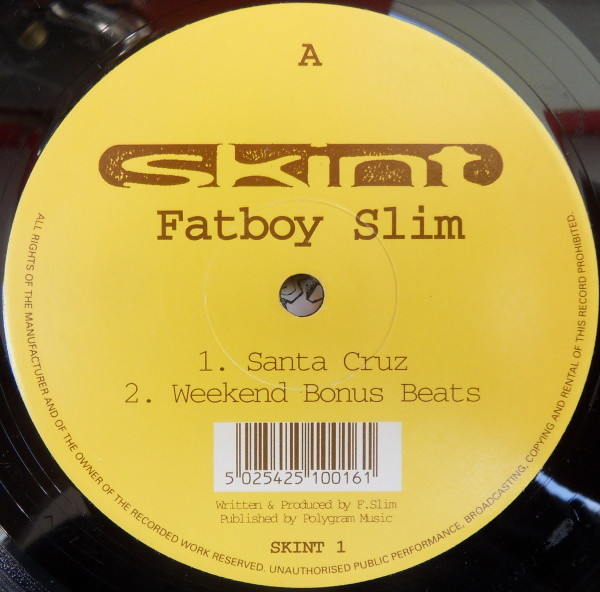 A
skint
Fatboy Slim
1. Santa Cruz
2. Weekend Bonus Beats
5 025425 100161
Written & Produced by F.Slim
Published by Polygram Music
SKINT 1
ALL RIGHTS OF THE MANUFACTURER AND OF THE OWNER OF THE RECORDED WORK RESERVED. UNAUTHORISED PUBLIC PERFORMANCE, BROADCASTING, COPYING AND RENTAL OF THIS RECORD PROHIBITED.